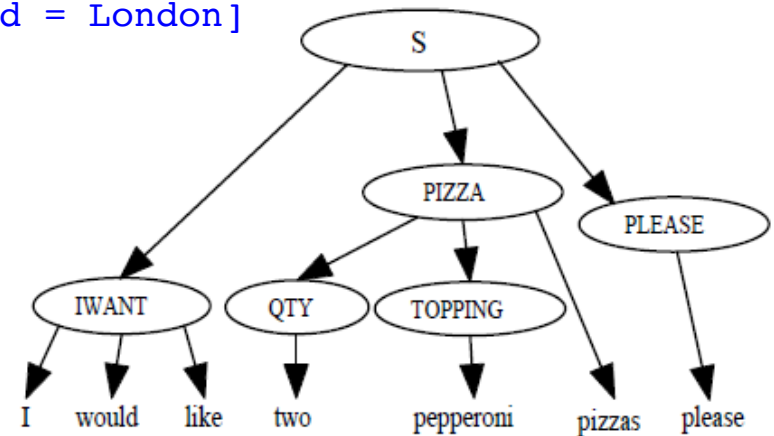 d = London]
S
PIZZA
PLEASE
IWANT QTY TOPPING
I would like two pepperoni pizzas please